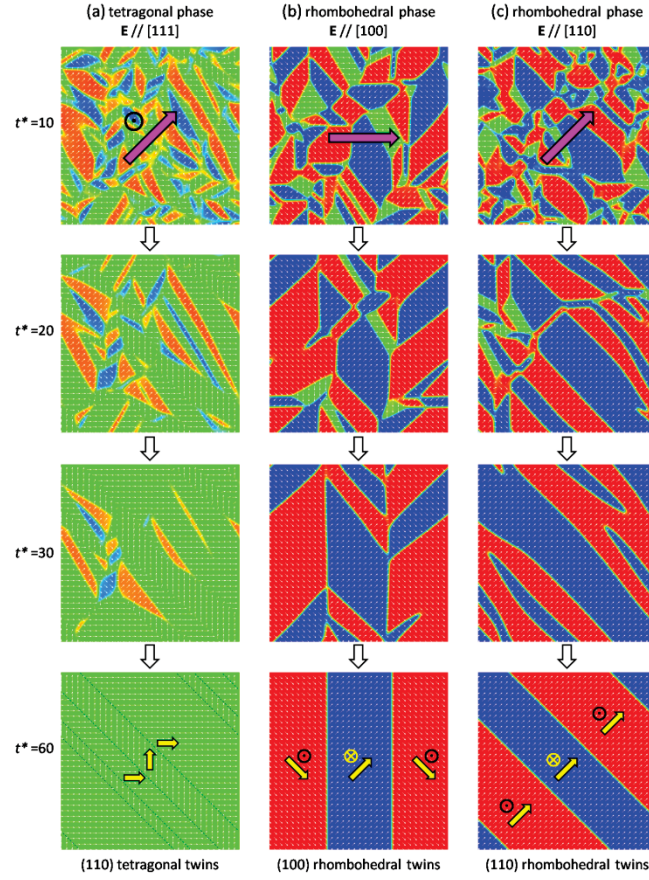 (a) tetragonal phase
E // [111]
(b) rhombohedral phase
E // [100]
(c) rhombohedral phase
E // [110]
t*=10
t*=20
t*=30
t*=60
(110) tetragonal twins
(100) rhombohedral twins
(110) rhombohedral twins